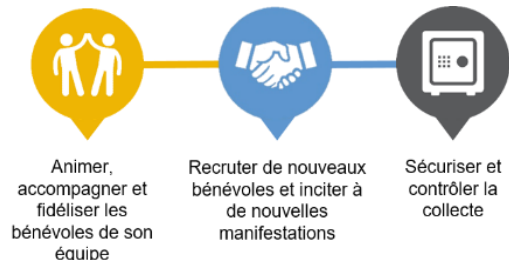 Animer,
accompagner et
fidéliser les
bénévoles de son
équipe
Recruter de nouveaux
bénévoles et inciter à
de nouvelles
manifestations
Sécuriser et
contrôler la
collecte